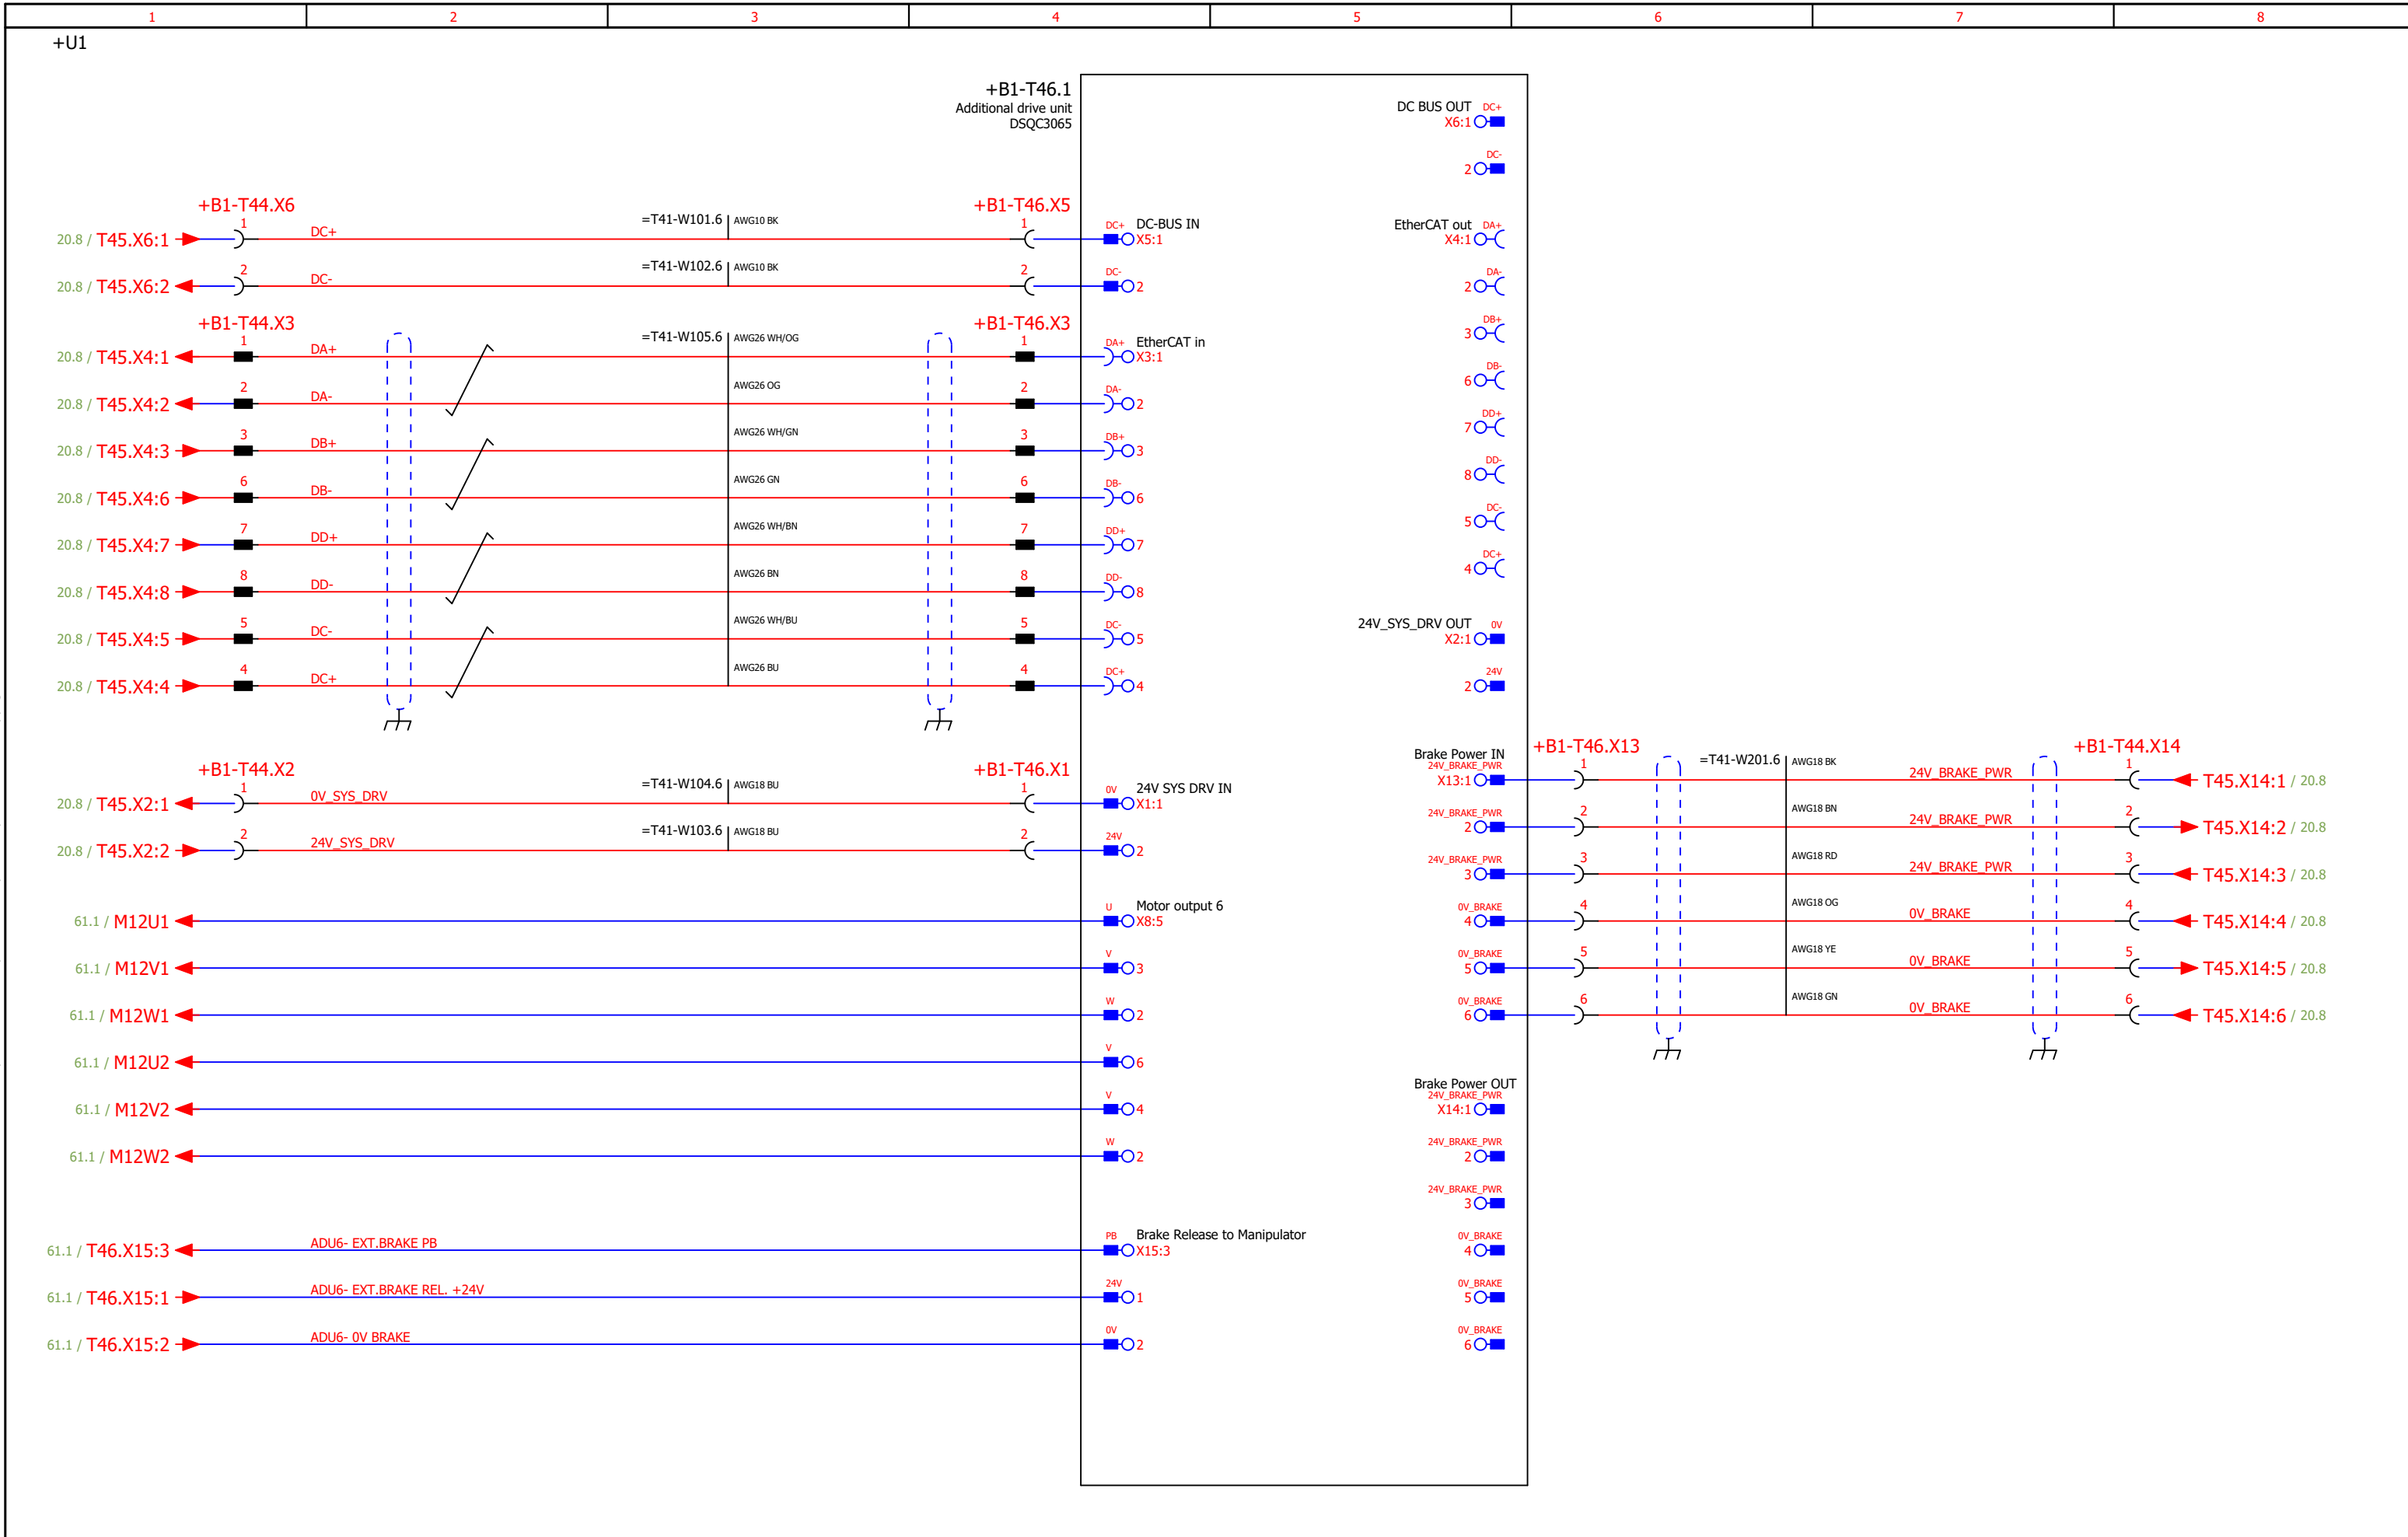 1 2 3 4 5 6 7 8
+U1
+B1-T46.1
Additional drive unit
DSQC3065
DC BUS OUT DC+
X6:1
DC-
2
+B1-T44.X6
=T41-W101.6 AWG10 BK
+B1-T46.X5
20.8 / T45.X6:1 1 DC+ 1 DC+ DC-BUS IN
X5:1
EtherCAT out DA+
X4:1
=T41-W102.6 AWG10 BK
20.8 / T45.X6:2 2 DC- 2 DC- 2
DA-
2
+B1-T44.X3
=T41-W105.6 AWG26 WH/OG
+B1-T46.X3
DB+
3
20.8 / T45.X4:1 1 DA+ 1 DA+ EtherCAT in
X3:1
DB-
6
AWG26 OG
20.8 / T45.X4:2 2 DA- 2 DA- 2
DD+
7
AWG26 WH/GN
20.8 / T45.X4:3 3 DB+ 3 DB+ 3
DD-
8
AWG26 GN
20.8 / T45.X4:6 6 DB- 6 DB- 6
DC-
5
AWG26 WH/BN
20.8 / T45.X4:7 7 DD+ 7 DD+ 7
DC+
4
AWG26 BN
20.8 / T45.X4:8 8 DD- 8 DD- 8
AWG26 WH/BU
20.8 / T45.X4:5 5 DC- 5 DC- 5
24V_SYS_DRV OUT 0V
X2:1
AWG26 BU
20.8 / T45.X4:4 4 DC+ 4 DC+ 4
24V
2
+B1-T44.X2
=T41-W104.6 AWG18 BU
+B1-T46.X1
20.8 / T45.X2:1 1 0V_SYS_DRV 1 0V 24V SYS DRV IN
X1:1
=T41-W103.6 AWG18 BU
20.8 / T45.X2:2 2 24V_SYS_DRV 2 24V 2
Brake Power IN
+B1-T46.X13
=T41-W201.6 AWG18 BK
+B1-T44.X14
24V_BRAKE_PWR
X13:1 1 24V_BRAKE_PWR 1 T45.X14:1 / 20.8
AWG18 BN
24V_BRAKE_PWR
2 2 24V_BRAKE_PWR 2 T45.X14:2 / 20.8
AWG18 RD
24V_BRAKE_PWR
3 3 24V_BRAKE_PWR 3 T45.X14:3 / 20.8
AWG18 OG
0V_BRAKE
4 4 0V_BRAKE 4 T45.X14:4 / 20.8
AWG18 YE
0V_BRAKE
5 5 0V_BRAKE 5 T45.X14:5 / 20.8
AWG18 GN
0V_BRAKE
6 6 0V_BRAKE 6 T45.X14:6 / 20.8
61.1 / M12U1 U Motor output 6
X8:5
61.1 / M12V1 V 3
61.1 / M12W1 W 2
61.1 / M12U2 V 6
61.1 / M12V2 V 4
61.1 / M12W2 W 2
Brake Power OUT
24V_BRAKE_PWR
X14:1
24V_BRAKE_PWR
2
24V_BRAKE_PWR
3
0V_BRAKE
4
0V_BRAKE
5
0V_BRAKE
6
61.1 / T46.X15:3 ADU6- EXT.BRAKE PB PB Brake Release to Manipulator
X15:3
61.1 / T46.X15:1 ADU6- EXT.BRAKE REL. +24V 24V 1
61.1 / T46.X15:2 ADU6- 0V BRAKE 0V 2